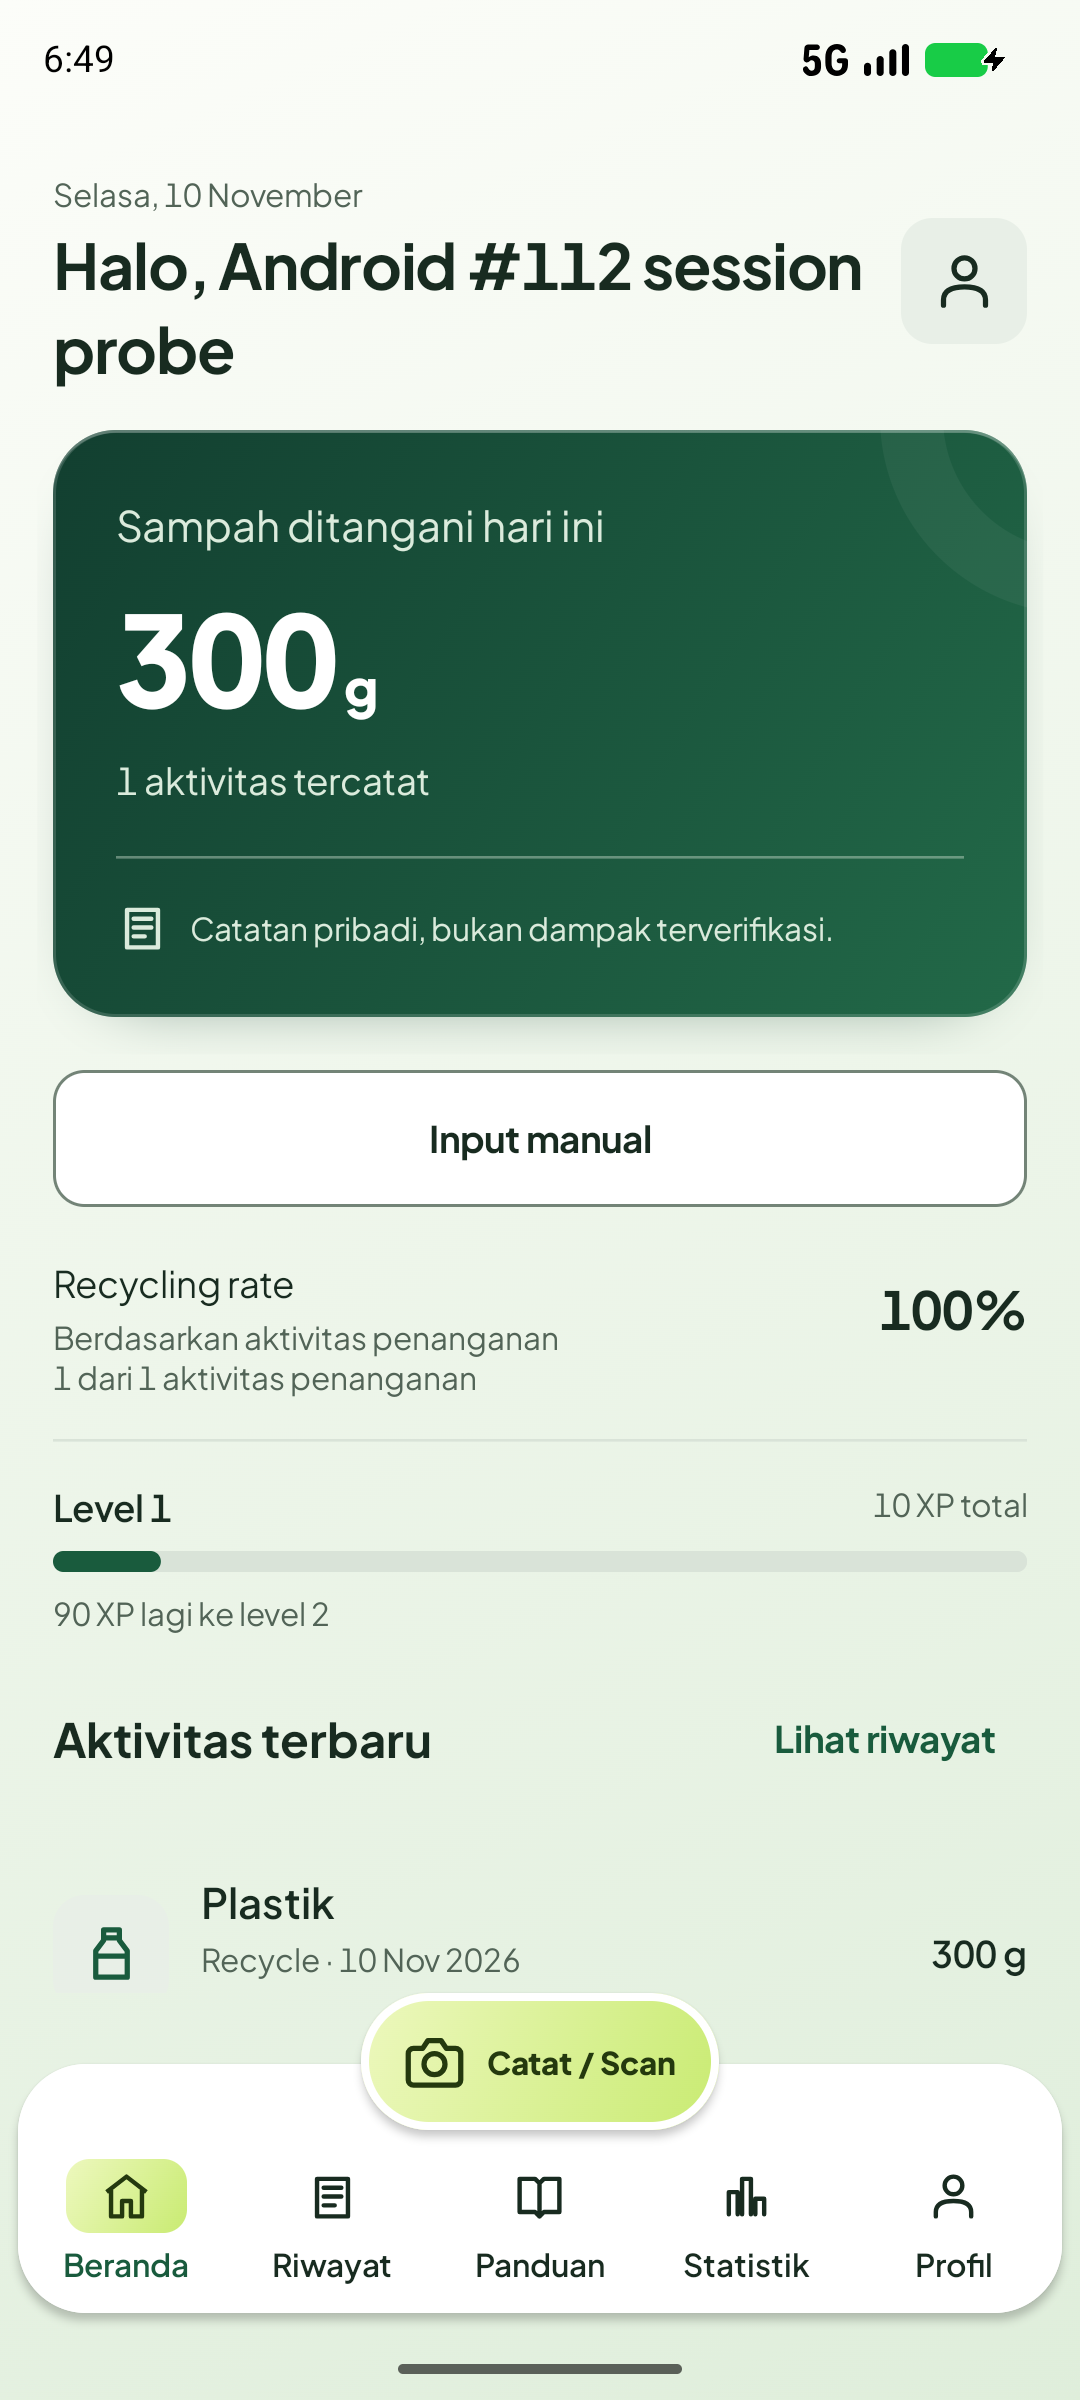 6:49
5G
Selasa, 10 November
Halo, Android #112 session
probe
Sampah ditangani hari ini
300 g
1 aktivitas tercatat
Catatan pribadi, bukan dampak terverifikasi.
Input manual
Recycling rate
100%
Berdasarkan aktivitas penanganan
1 dari 1 aktivitas penanganan
Level 1
10 XP total
90 XP lagi ke level 2
Aktivitas terbaru
Lihat riwayat
Plastik
Recycle · 10 Nov 2026
300 g
Catat / Scan
Beranda
Riwayat
Panduan
Statistik
Profil